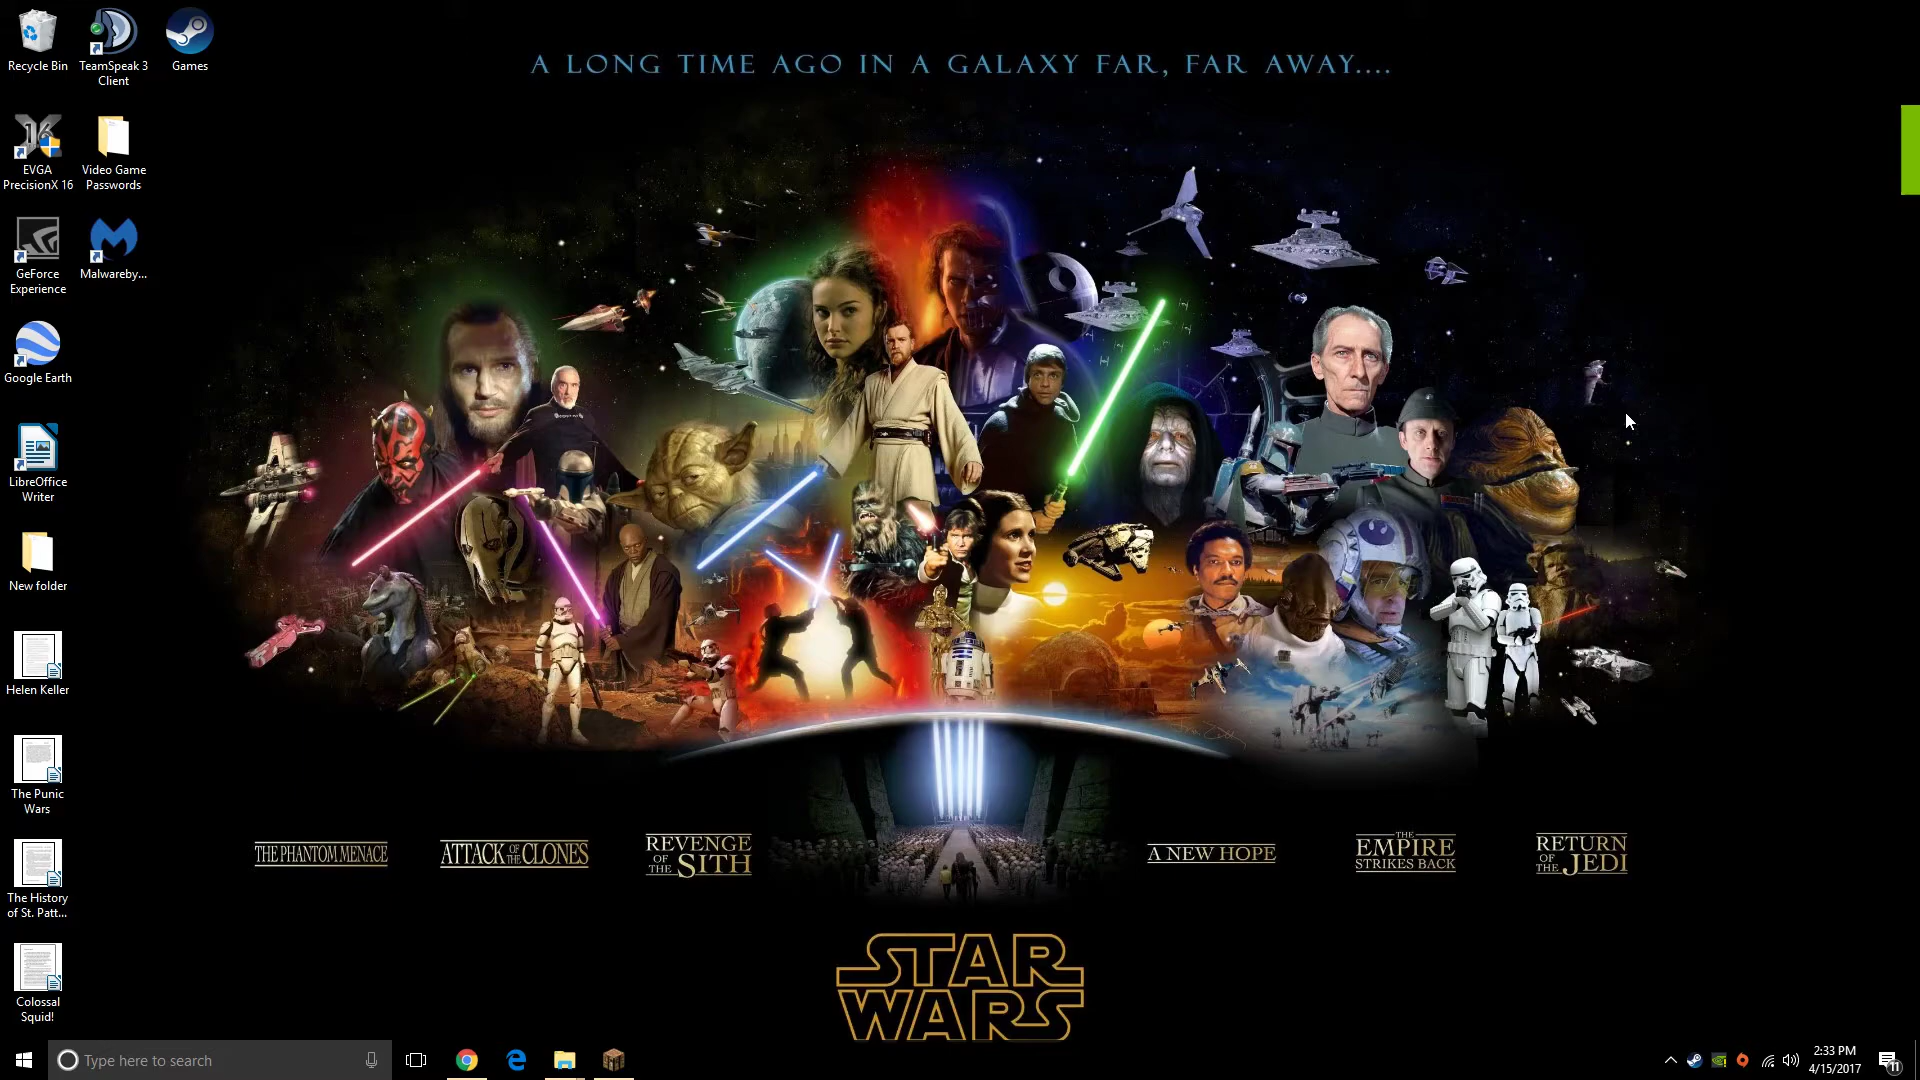 Recycle Bin
TeamSpeak 3
Client
Games
EVGA
PrecisionX 16
Video Game
Passwords
GeForce
Experience
Malwareby...
Google Earth
LibreOffice
Writer
New folder
Helen Keller
The Punic
Wars
The History
of St. Patt...
Colossal
Squid!
A LONG TIME AGO IN A GALAXY FAR, FAR AWAY....
THE PHANTOM MENACE
ATTACK OF THE CLONES
REVENGE
OF THE SITH
A NEW HOPE
THE
EMPIRE
STRIKES BACK
RETURN
OF THE JEDI
STAR
WARS
Type here to search
2:33 PM
4/15/2017
11